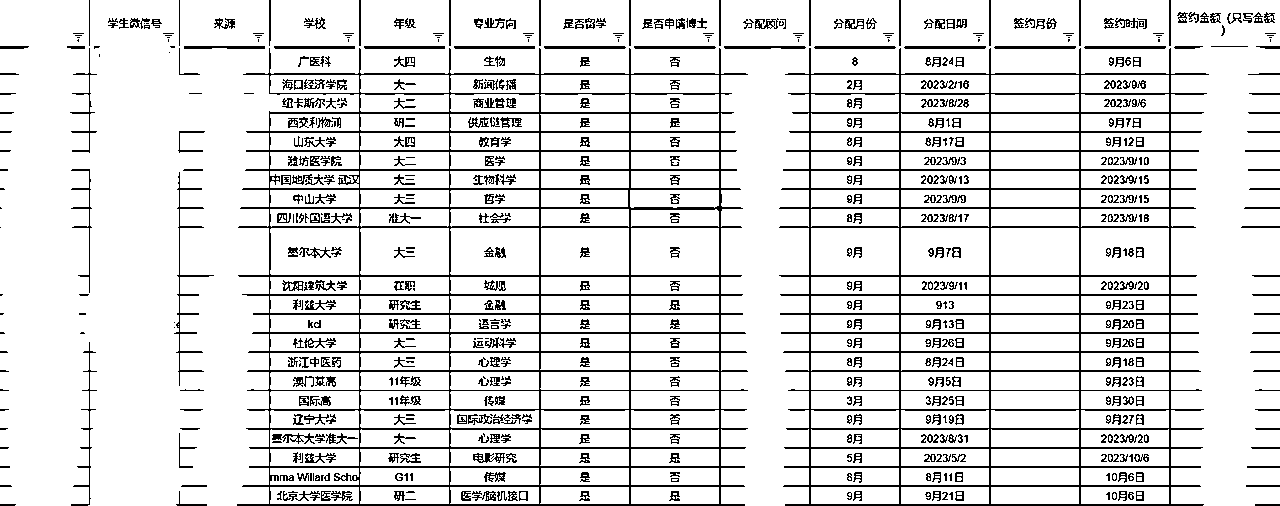 学生微信号 来源 学校 年级 专业方向 是否留学 是否申请博士 分配顾问 分配月份 分配日期 签约月份 签约时间 签约金额（只写金额）
广医科 大四 生物 是 否 8 8月24日 9月6日
海口经济学院 大一 新闻传播 是 否 2月 2023/2/16 2023/9/6
纽卡斯尔大学 大二 商业管理 是 否 8月 2023/8/28 2023/9/6
西交利物浦 研二 供应链管理 是 是 9月 8月1日 9月7日
山东大学 大四 教育学 是 否 8月 8月17日 9月12日
潍坊医学院 大二 医学 是 否 9月 2023/9/3 2023/9/10
中国地质大学 武汉 大三 生物科学 是 否 9月 2023/9/13 2023/9/15
中山大学 大三 哲学 是 否 9月 2023/9/9 2023/9/15
四川外国语大学 准大一 社会学 是 否 8月 2023/8/17 2023/9/18
墨尔本大学 大三 金融 是 否 9月 9月7日 9月18日
沈阳建筑大学 在职 城规 是 否 9月 2023/9/11 2023/9/20
利兹大学 研究生 金融 是 是 9月 913 9月23日
kcl 研究生 语言学 是 是 9月 9月13日 9月20日
杜伦大学 大二 运动科学 是 否 9月 9月26日 9月26日
浙江中医药 大三 心理学 是 否 8月 8月24日 9月18日
澳门莱高 11年级 心理学 是 否 9月 9月5日 9月23日
国际高 11年级 传媒 是 否 3月 3月25日 9月30日
辽宁大学 大三 国际政治经济学 是 否 9月 9月19日 9月27日
墨尔本大学准大一 大一 心理学 是 否 8月 2023/8/31 2023/9/20
利兹大学 研究生 电影研究 是 是 5月 2023/5/2 2023/10/6
mma Willard Scho G11 传媒 是 否 8月 8月11日 10月6日
北京大学医学院 研二 医学/脑机接口 是 是 9月 9月21日 10月6日